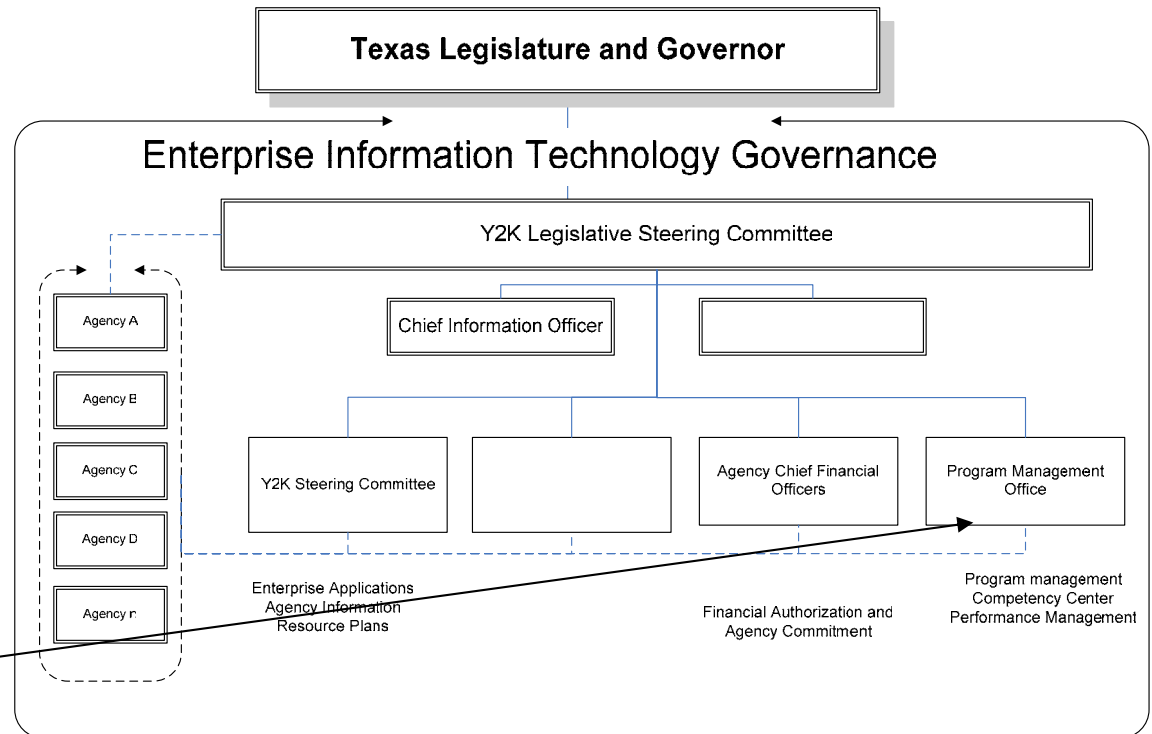 Texas Legislature and Governor
Enterprise Information Technology Governance
Y2K Legislative Steering Committee
Chief Information Officer
Agency A
Agency B
Agency C
Agency D
Agency n
Y2K Steering Committee
Agency Chief Financial
Officers
Program Management
Office
Enterprise Applications
Agency Information
Resource Plans
Financial Authorization and
Agency Commitment
Program management
Competency Center
Performance Management